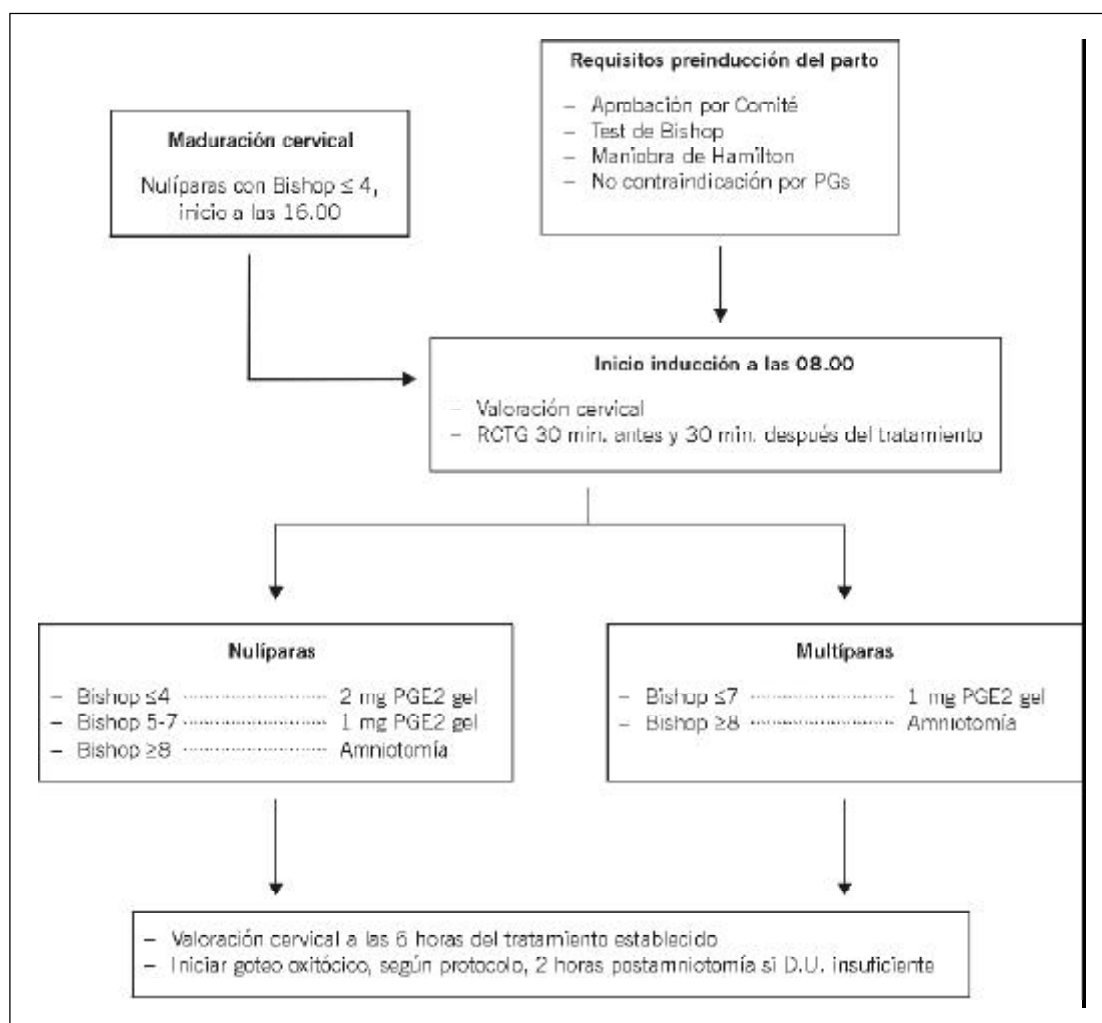 Requisitos preinducción del parto
– Aprobación por Comité
– Test de Bishop
– Maniobra de Hamilton
– No contraindicación por PGs
Maduración cervical
Nulíparas con Bishop ≤ 4,
inicio a las 16.00
Inicio inducción a las 08.00
– Valoración cervical
– RCTG 30 min. antes y 30 min. después del tratamiento
Nulíparas
– Bishop ≤4 ........................ 2 mg PGE2 gel
– Bishop 5-7 ...................... 1 mg PGE2 gel
– Bishop ≥8 ........................ Amniotomía
Multíparas
– Bishop ≤7 ........................ 1 mg PGE2 gel
– Bishop ≥8 ........................ Amniotomía
– Valoración cervical a las 6 horas del tratamiento establecido
– Iniciar goteo oxitócico, según protocolo, 2 horas postamniotomía si D.U. insuficiente